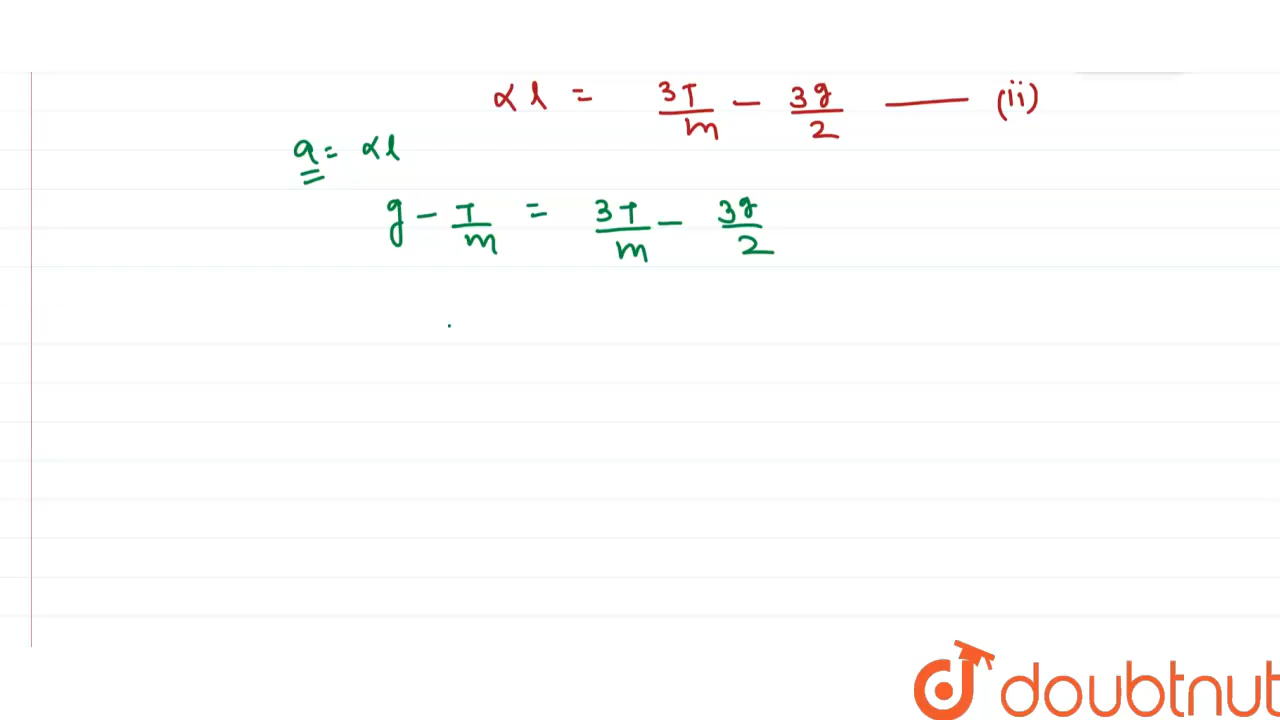 αl = 3T/m - 3g/2 —— (ii)
a = αl
g - T/m = 3T/m - 3g/2
doubtnut